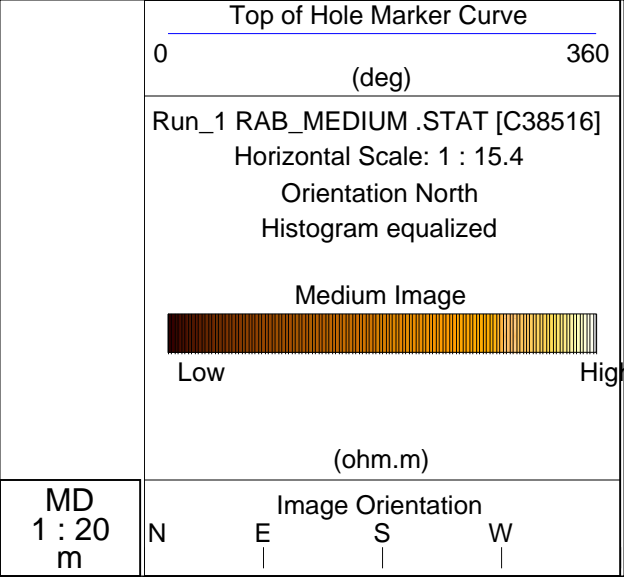 Top of Hole Marker Curve
0 360
(deg)
Run_1 RAB_MEDIUM .STAT [C38516]
Horizontal Scale: 1 : 15.4
Orientation North
Histogram equalized
Medium Image
Low High
(ohm.m)
MD
1 : 20
m
Image Orientation
N E S W